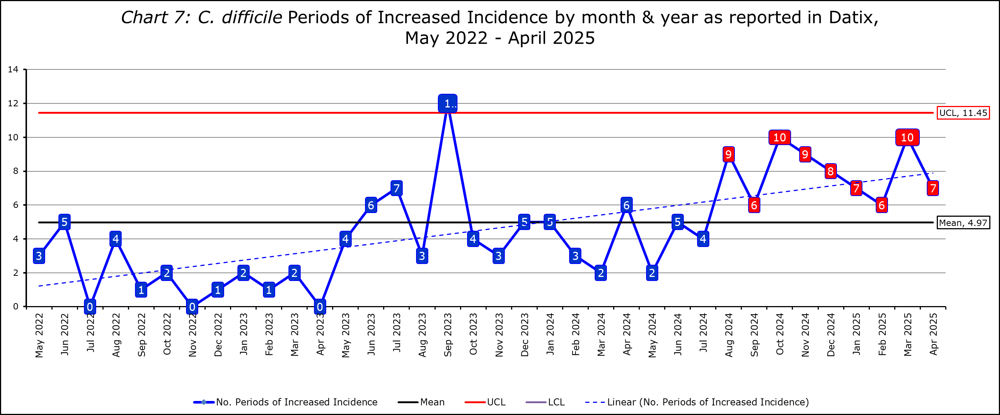 Chart 7: C. difficile Periods of Increased Incidence by month & year as reported in Datix,
May 2022 - April 2025
14
12
10
8
6
4
2
0
UCL, 11.45
Mean, 4.97
3
5
0
4
1
2
0
1
2
1
2
0
4
6
7
3
1..
4
3
5
5
3
2
6
2
5
4
9
6
10
9
8
7
6
10
7
May 2022
Jun 2022
Jul 2022
Aug 2022
Sep 2022
Oct 2022
Nov 2022
Dec 2022
Jan 2023
Feb 2023
Mar 2023
Apr 2023
May 2023
Jun 2023
Jul 2023
Aug 2023
Sep 2023
Oct 2023
Nov 2023
Dec 2023
Jan 2024
Feb 2024
Mar 2024
Apr 2024
May 2024
Jun 2024
Jul 2024
Aug 2024
Sep 2024
Oct 2024
Nov 2024
Dec 2024
Jan 2025
Feb 2025
Mar 2025
Apr 2025
No. Periods of Increased Incidence
Mean
UCL
LCL
Linear (No. Periods of Increased Incidence)